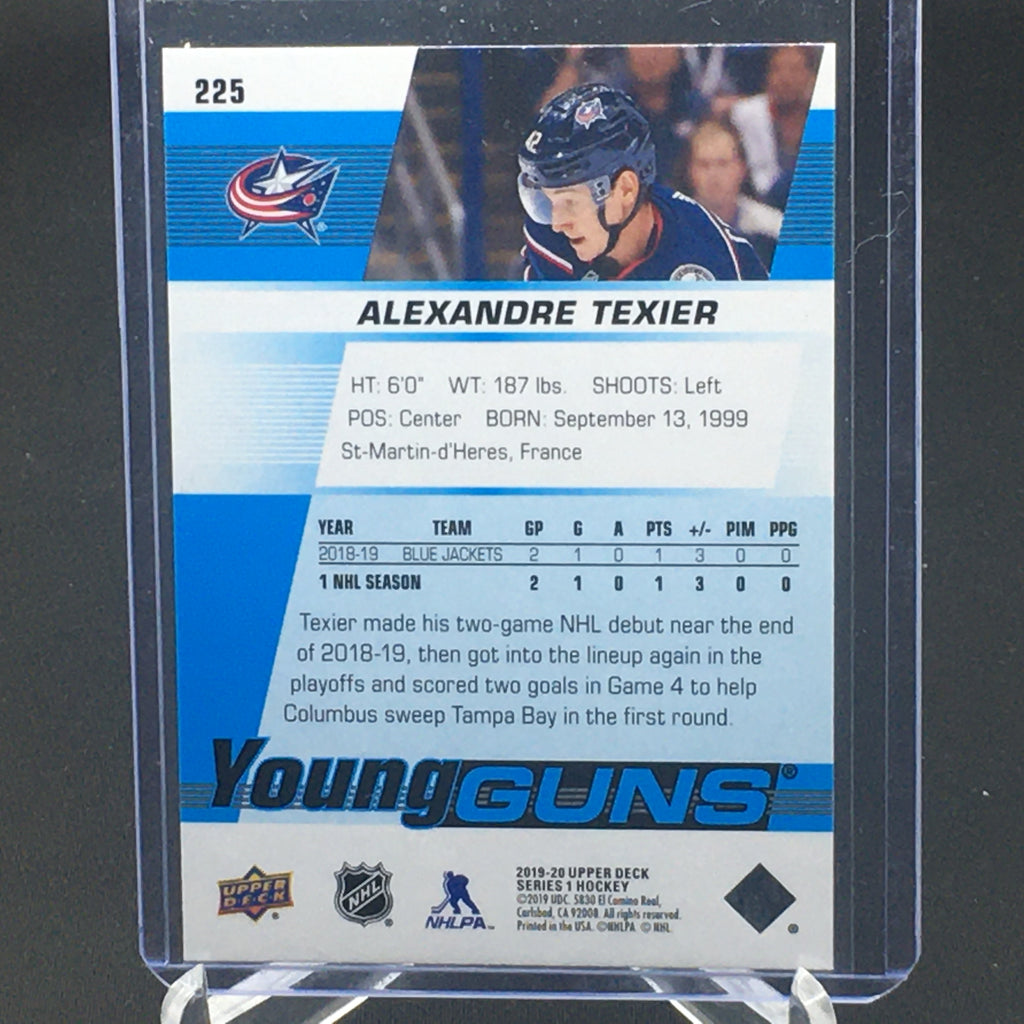 225
42
ALEXANDRE TEXIER
HT: 6'0" WT: 187 lbs. SHOOTS: Left
POS: Center BORN: September 13, 1999
St-Martin-d'Heres, France
YEAR TEAM GP G A PTS +/- PIM PPG
2018-19 BLUE JACKETS 2 1 0 1 3 0 0
1 NHL SEASON 2 1 0 1 3 0 0
Texier made his two-game NHL debut near the end
of 2018-19, then got into the lineup again in the
playoffs and scored two goals in Game 4 to help
Columbus sweep Tampa Bay in the first round.
Young GUNS®
UPPER DECK
NHL
NHLPA
2019-20 UPPER DECK
SERIES 1 HOCKEY
©2019 UDC. 5830 El Camino Real,
Carlsbad, CA 92008. All rights reserved.
Printed in the USA. ©NHLPA © NHL.